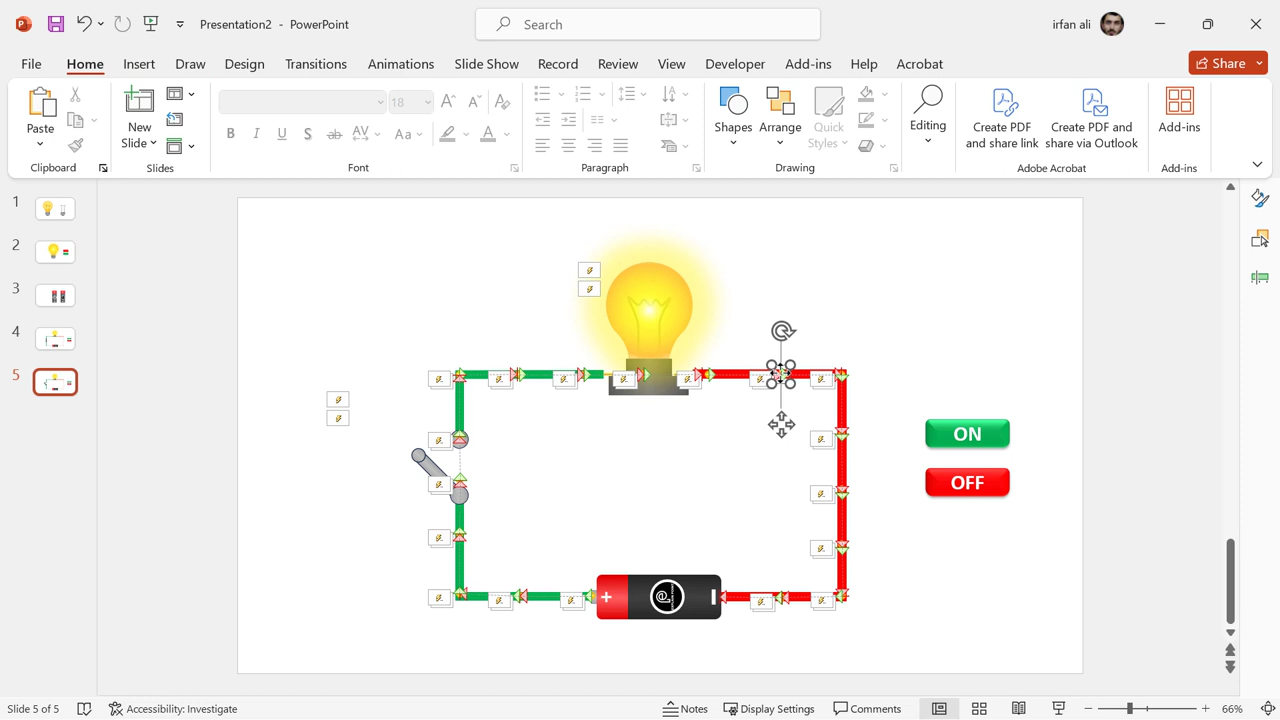 Presentation2 - PowerPoint
Search
irfan ali
File Home Insert Draw Design Transitions Animations Slide Show Record Review View Developer Add-ins Help Acrobat
Share
18
Paste
New
Slide
B I U S ab AV Aa A
Shapes
Arrange
Quick
Styles
Editing
Create PDF
and share link
Create PDF and
share via Outlook
Add-ins
Clipboard
Slides
Font
Paragraph
Drawing
Adobe Acrobat
Add-ins
1
2
3
4
5
ON
OFF
+
Slide 5 of 5
Accessibility: Investigate
Notes
Display Settings
Comments
66%